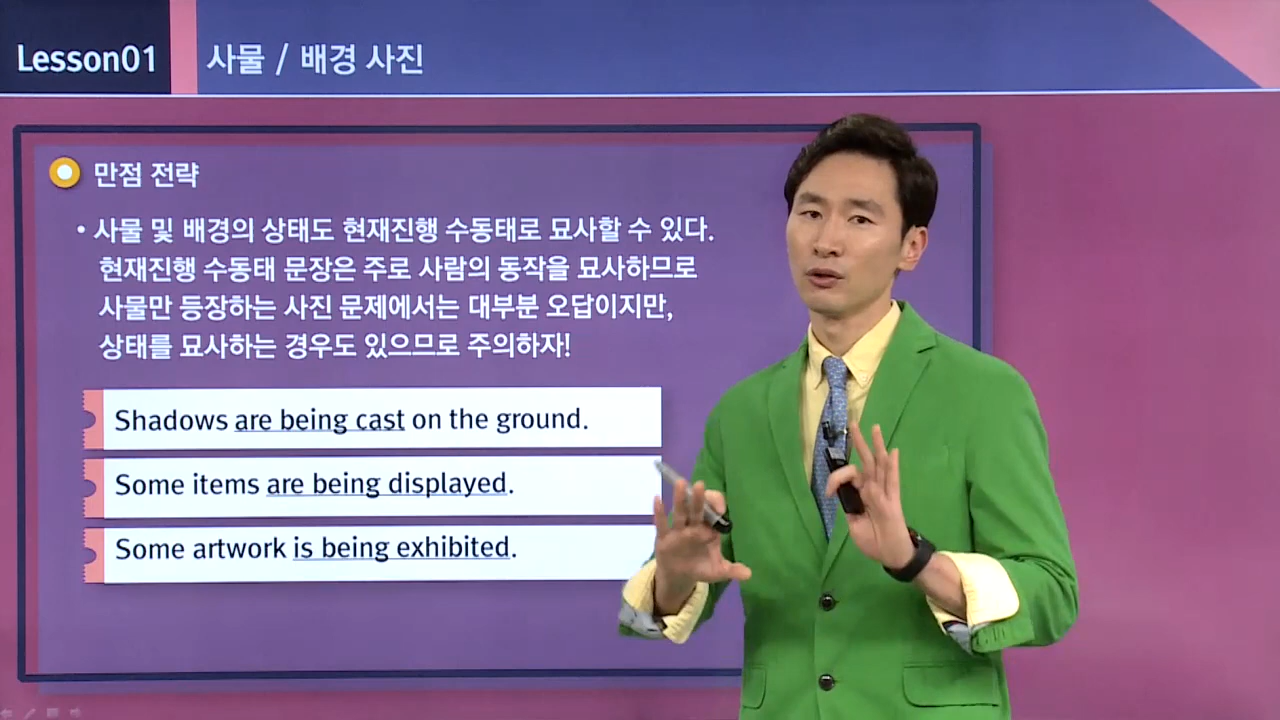 Lesson01
사물 / 배경 사진
만점 전략
• 사물 및 배경의 상태도 현재진행 수동태로 묘사할 수 있다.
현재진행 수동태 문장은 주로 사람의 동작을 묘사하므로
사물만 등장하는 사진 문제에서는 대부분 오답이지만,
상태를 묘사하는 경우도 있으므로 주의하자!
Shadows are being cast on the ground.
Some items are being displayed.
Some artwork is being exhibited.